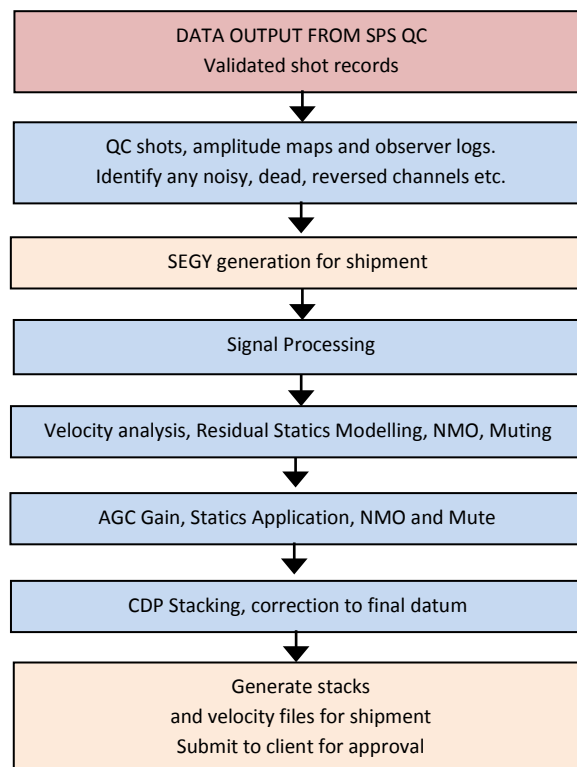 DATA OUTPUT FROM SPS QC
Validated shot records
QC shots, amplitude maps and observer logs.
Identify any noisy, dead, reversed channels etc.
SEGY generation for shipment
Signal Processing
Velocity analysis, Residual Statics Modelling, NMO, Muting
AGC Gain, Statics Application, NMO and Mute
CDP Stacking, correction to final datum
Generate stacks
and velocity files for shipment
Submit to client for approval